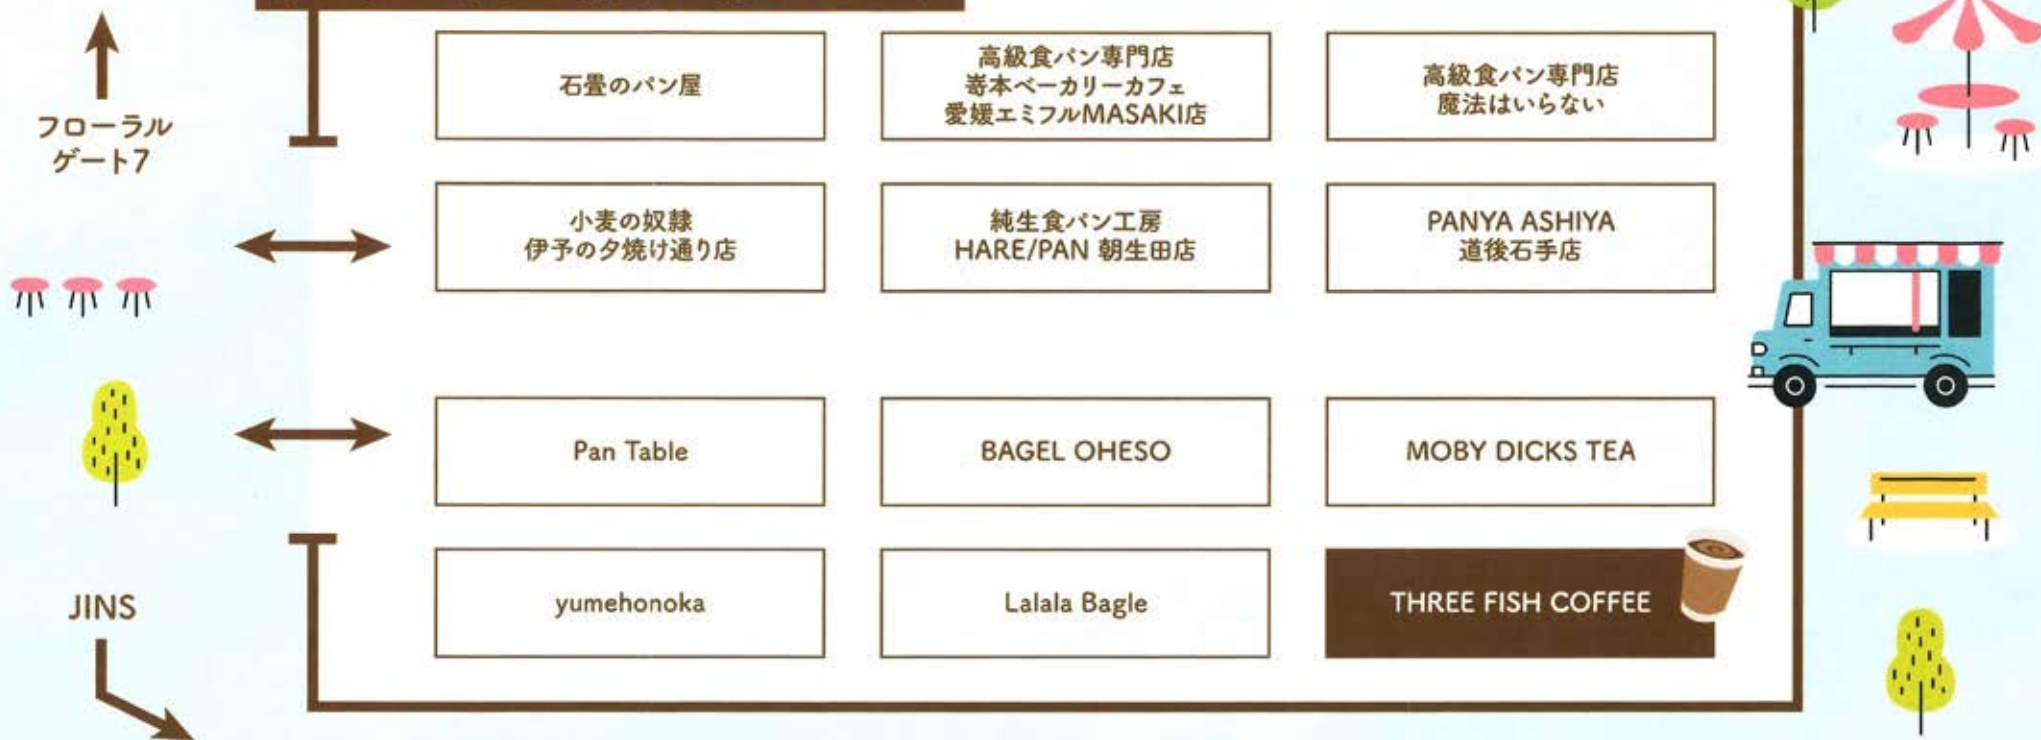 フローラル
ゲート7
石畳のパン屋
高級食パン専門店
嵜本ベーカリーカフェ
愛媛エミフルMASAKI店
高級食パン専門店
魔法はいらない
小麦の奴隷
伊予の夕焼け通り店
純生食パン工房
HARE/PAN 朝生田店
PANYA ASHIYA
道後石手店
Pan Table
BAGEL OHESO
MOBY DICKS TEA
JINS
yumehonoka
Lalala Bagle
THREE FISH COFFEE